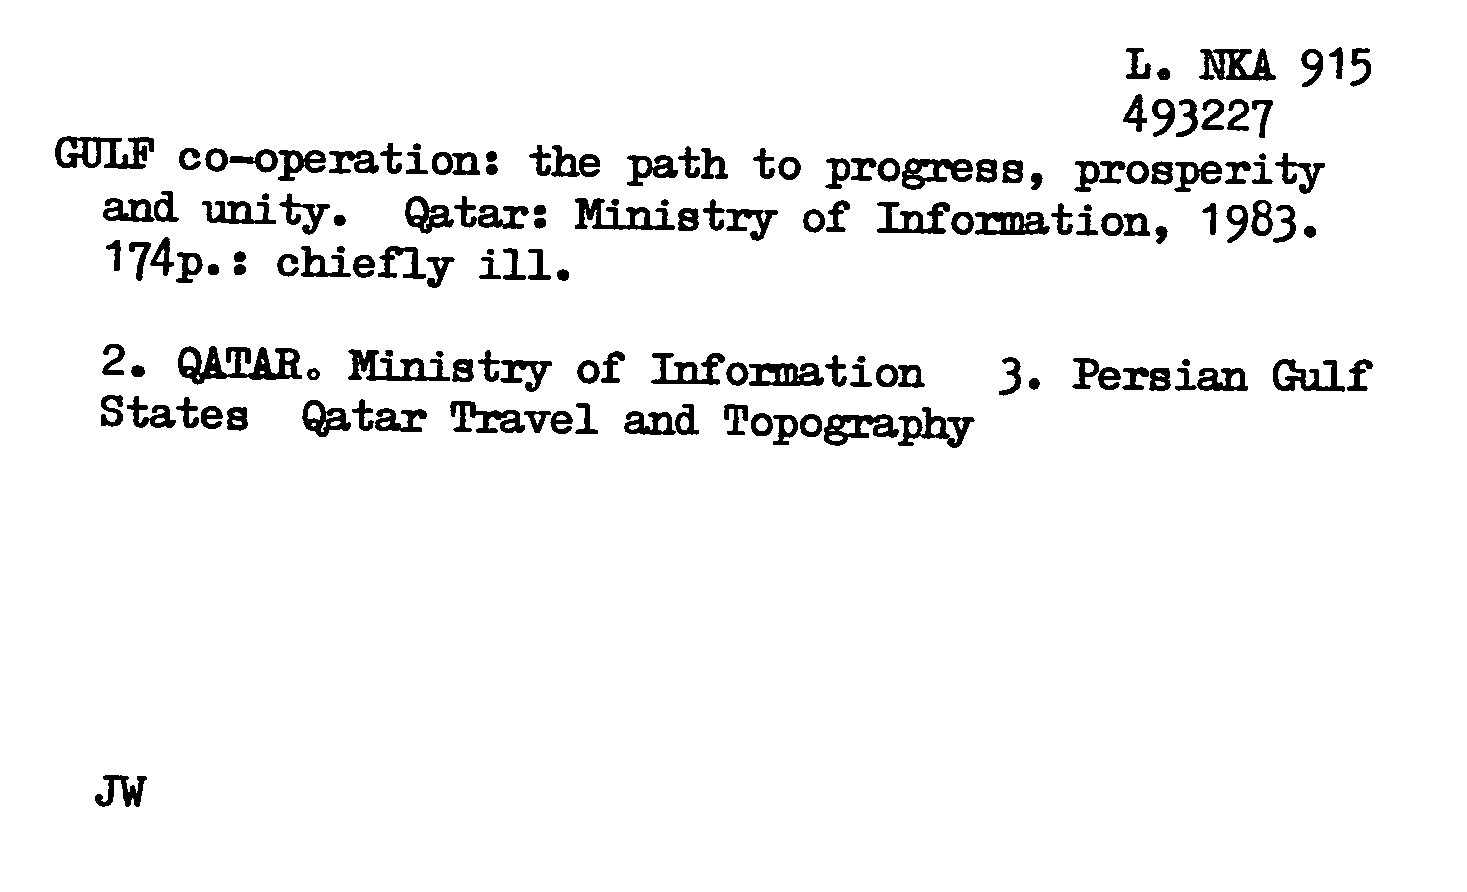 L. NKA 915
493227
GULF co-operation: the path to progress, prosperity
and unity. Qatar: Ministry of Information, 1983.
174p.: chiefly ill.
2. QATAR. Ministry of Information 3. Persian Gulf
States Qatar Travel and Topography
JW